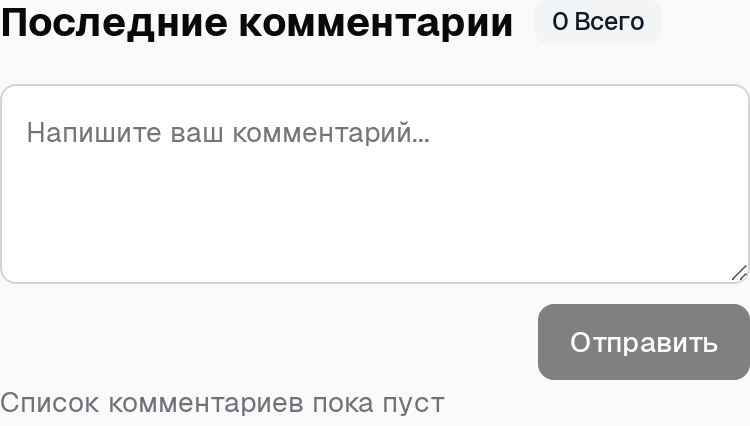 Последние комментарии 0 Всего
Напишите ваш комментарий...
Отправить
Список комментариев пока пуст